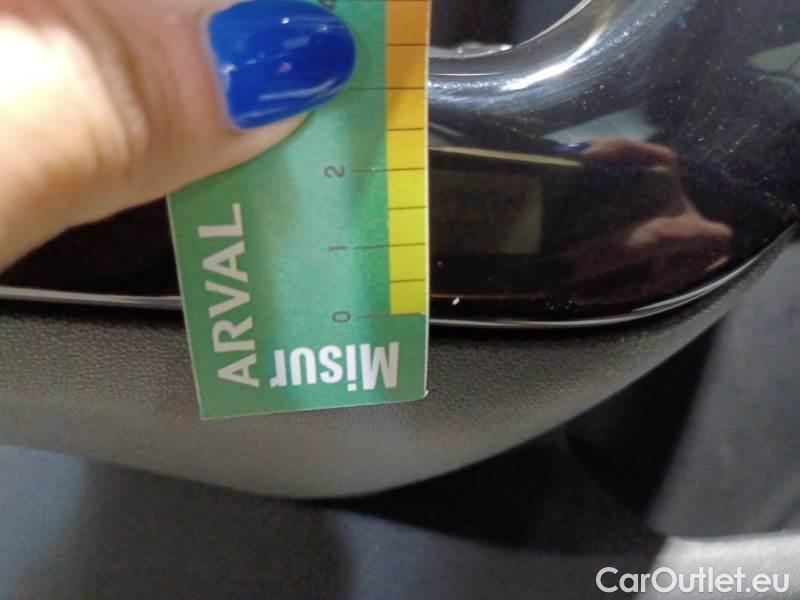 ARVAL
Misur
0
1
2
CarOutlet.eu